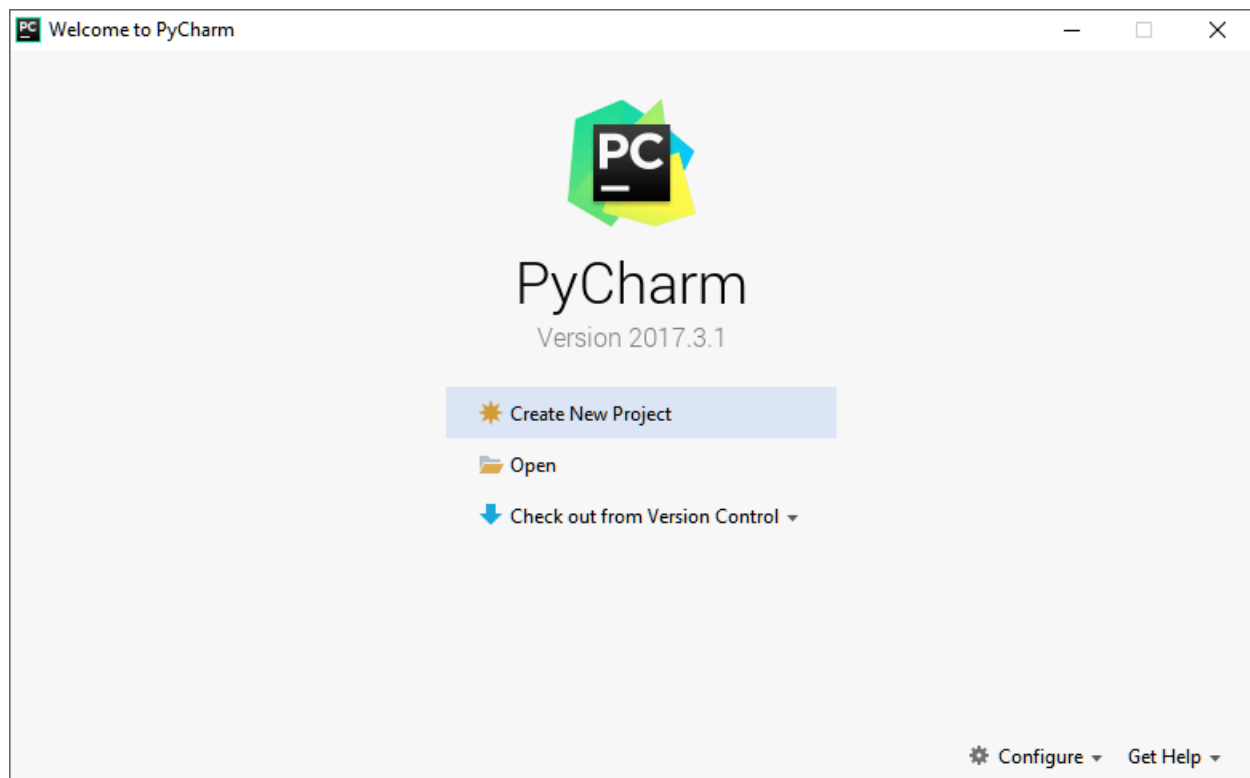 PC Welcome to PyCharm
PC
PyCharm
Version 2017.3.1
Create New Project
Open
Check out from Version Control
Configure Get Help